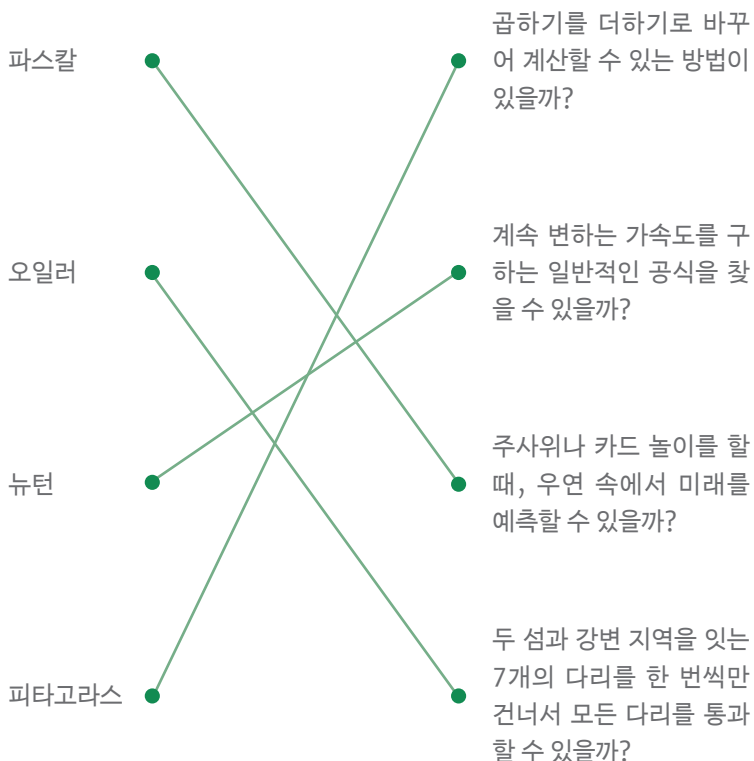 파스칼
곱하기를 더하기로 바꾸
어 계산할 수 있는 방법이
있을까?
오일러
계속 변하는 가속도를 구
하는 일반적인 공식을 찾
을 수 있을까?
뉴턴
주사위나 카드 놀이를 할
때, 우연 속에서 미래를
예측할 수 있을까?
피타고라스
두 섬과 강변 지역을 잇는
7개의 다리를 한 번씩만
건너서 모든 다리를 통과
할 수 있을까?